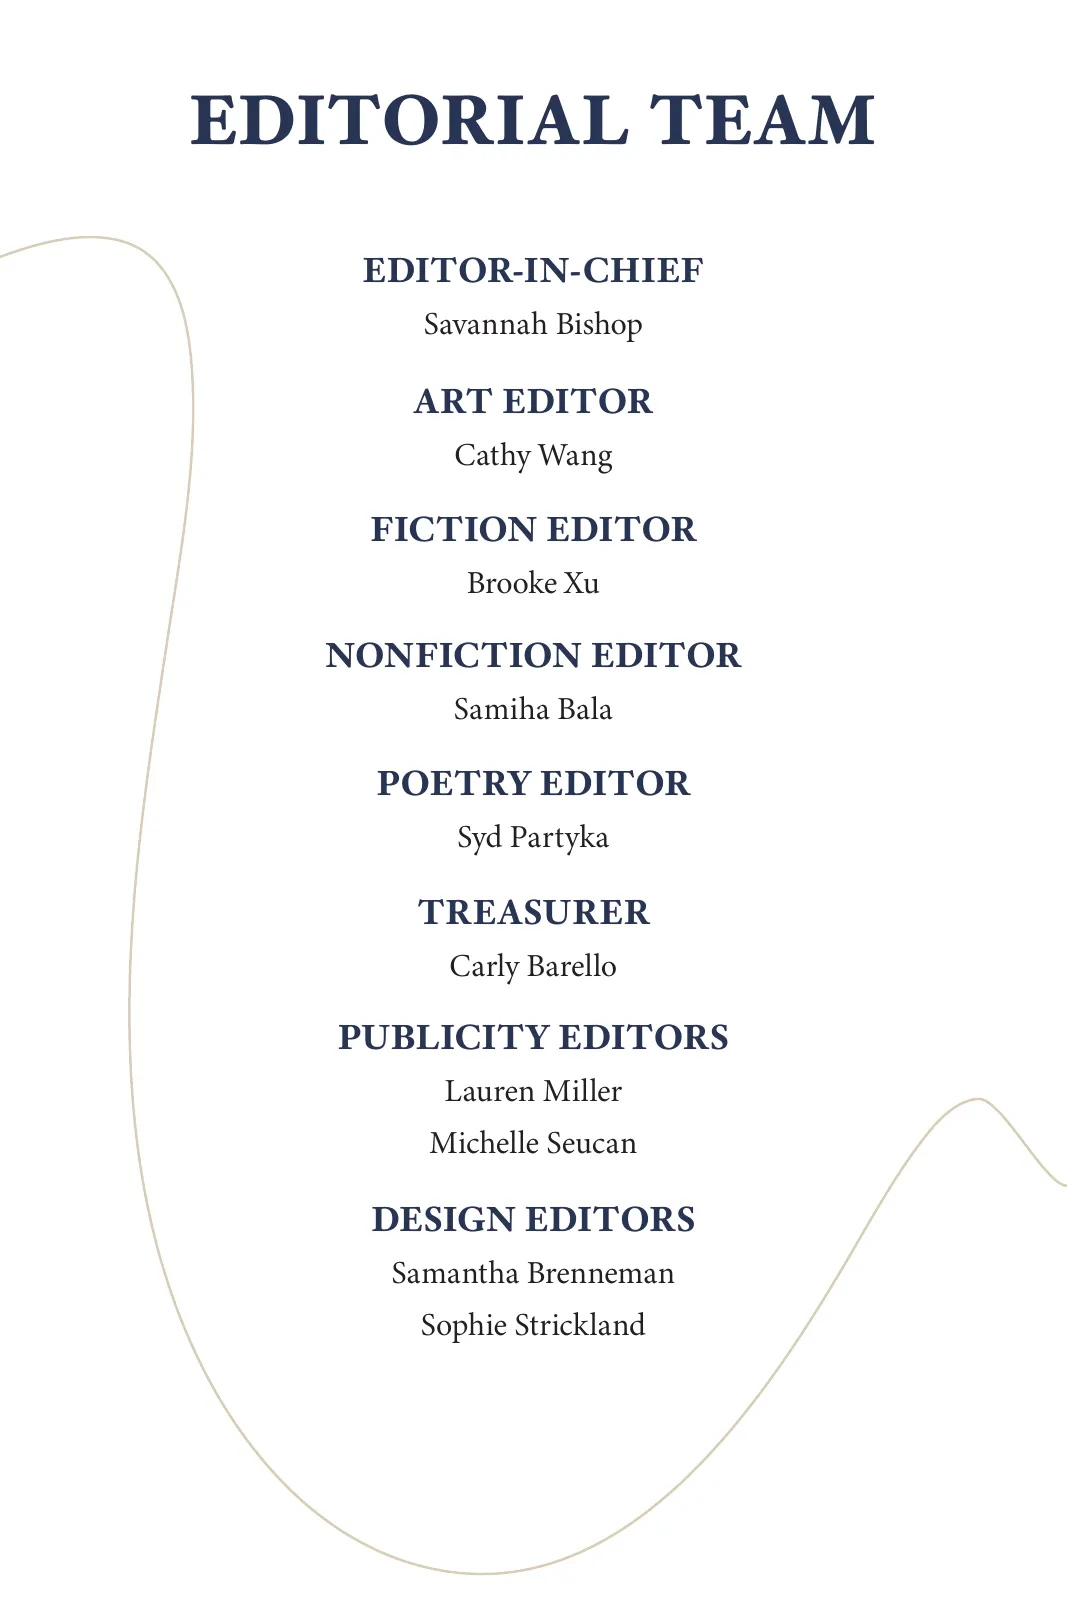 EDITORIAL TEAM
EDITOR-IN-CHIEF
Savannah Bishop
ART EDITOR
Cathy Wang
FICTION EDITOR
Brooke Xu
NONFICTION EDITOR
Samiha Bala
POETRY EDITOR
Syd Partyka
TREASURER
Carly Barello
PUBLICITY EDITORS
Lauren Miller
Michelle Seucan
DESIGN EDITORS
Samantha Brenneman
Sophie Strickland